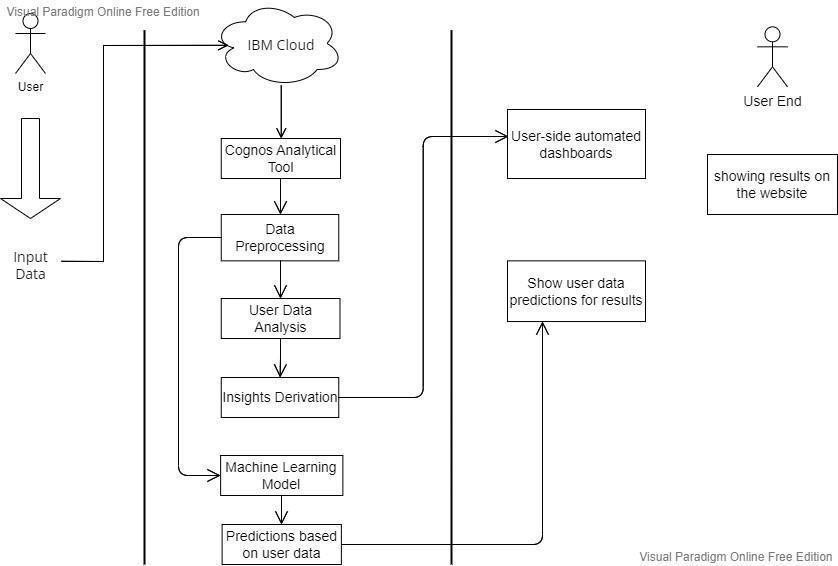 Visual Paradigm Online Free Edition
User
Input
Data
IBM Cloud
Cognos Analytical
Tool
Data
Preprocessing
User Data
Analysis
Insights Derivation
Machine Learning
Model
Predictions based
on user data
User-side automated
dashboards
Show user data
predictions for results
User End
showing results on
the website
Visual Paradigm Online Free Edition